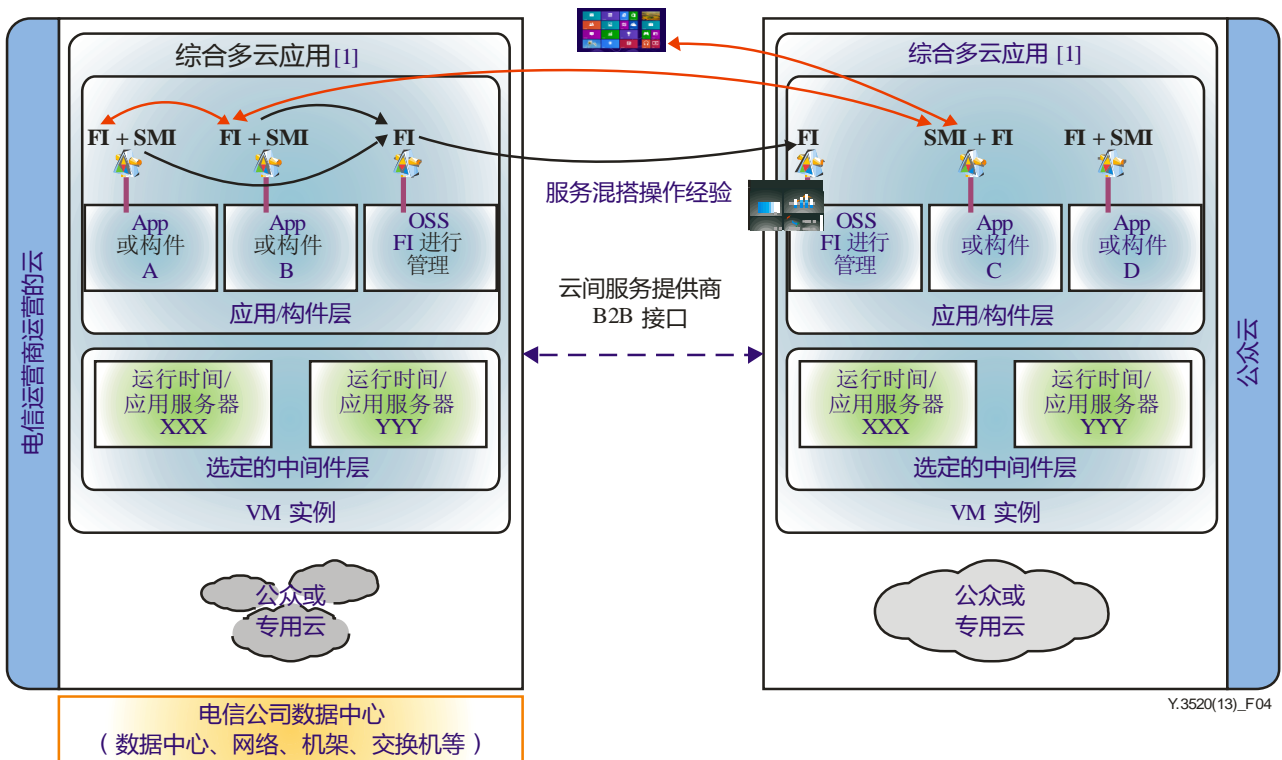 电信运营商运营的云
综合多云应用[1]
FI + SMI
FI + SMI
FI
App
或构件
A
App
或构件
B
OSS
FI 进行
管理
应用/构件层
运行时间/
应用服务器
XXX
运行时间/
应用服务器
YYY
选定的中间件层
VM 实例
公众或
专用云
电信公司数据中心
（数据中心、网络、机架、交换机等）
服务混搭操作经验
云间服务提供商
B2B 接口
综合多云应用 [1]
FI
SMI + FI
FI + SMI
OSS
FI 进行
管理
App
或构件
C
App
或构件
D
应用/构件层
运行时间/
应用服务器
XXX
运行时间/
应用服务器
YYY
选定的中间件层
VM 实例
公众或
专用云
公众云
Y.3520(13)_F04